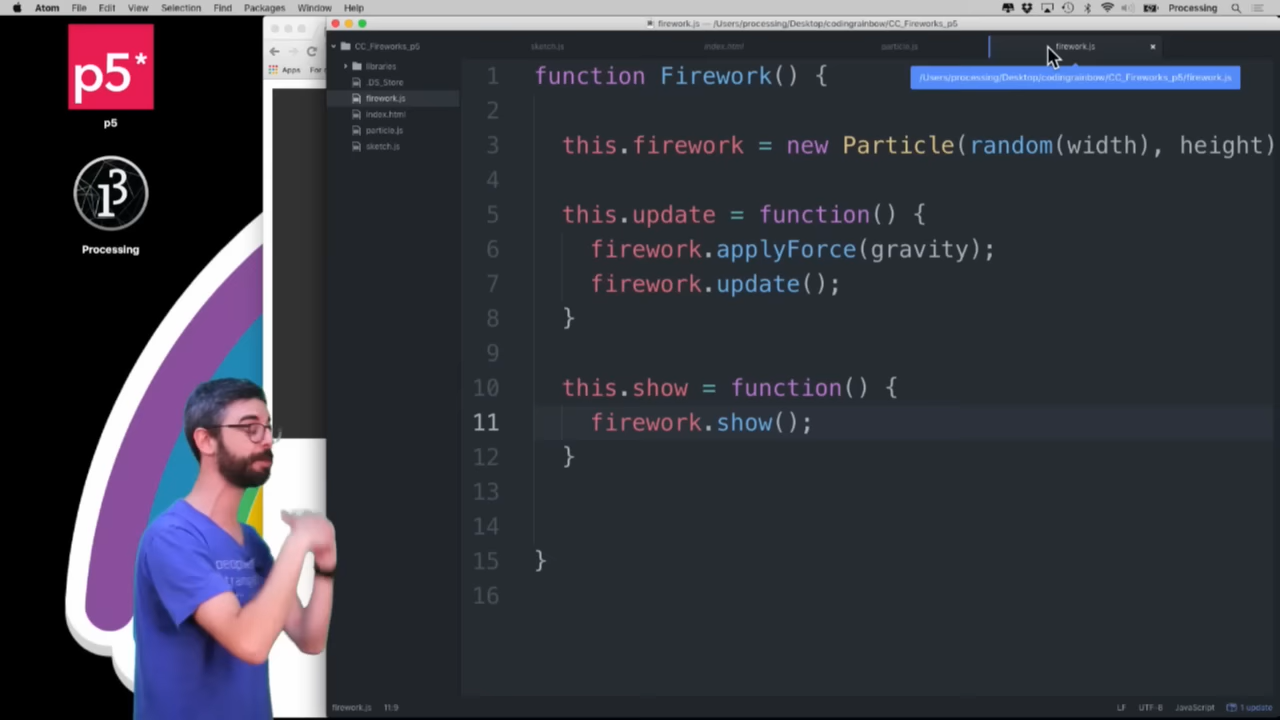 Atom File Edit View Selection Find Packages Window Help Processing
firework.js — /Users/processing/Desktop/codingrainbow/CC_Fireworks_p5
p5*
p5
13
Processing
Apps For
CC_Fireworks_p5
libraries
.DS_Store
firework.js
index.html
particle.js
sketch.js
sketch.js index.html particle.js firework.js ×
/Users/processing/Desktop/codingrainbow/CC_Fireworks_p5/firework.js
1 function Firework() {
2
3 this.firework = new Particle(random(width), height)
4
5 this.update = function() {
6 firework.applyForce(gravity);
7 firework.update();
8 }
9
10 this.show = function() {
11 firework.show();
12 }
13
14
15 }
16
firework.js 11:9 LF UTF-8 JavaScript 1 update